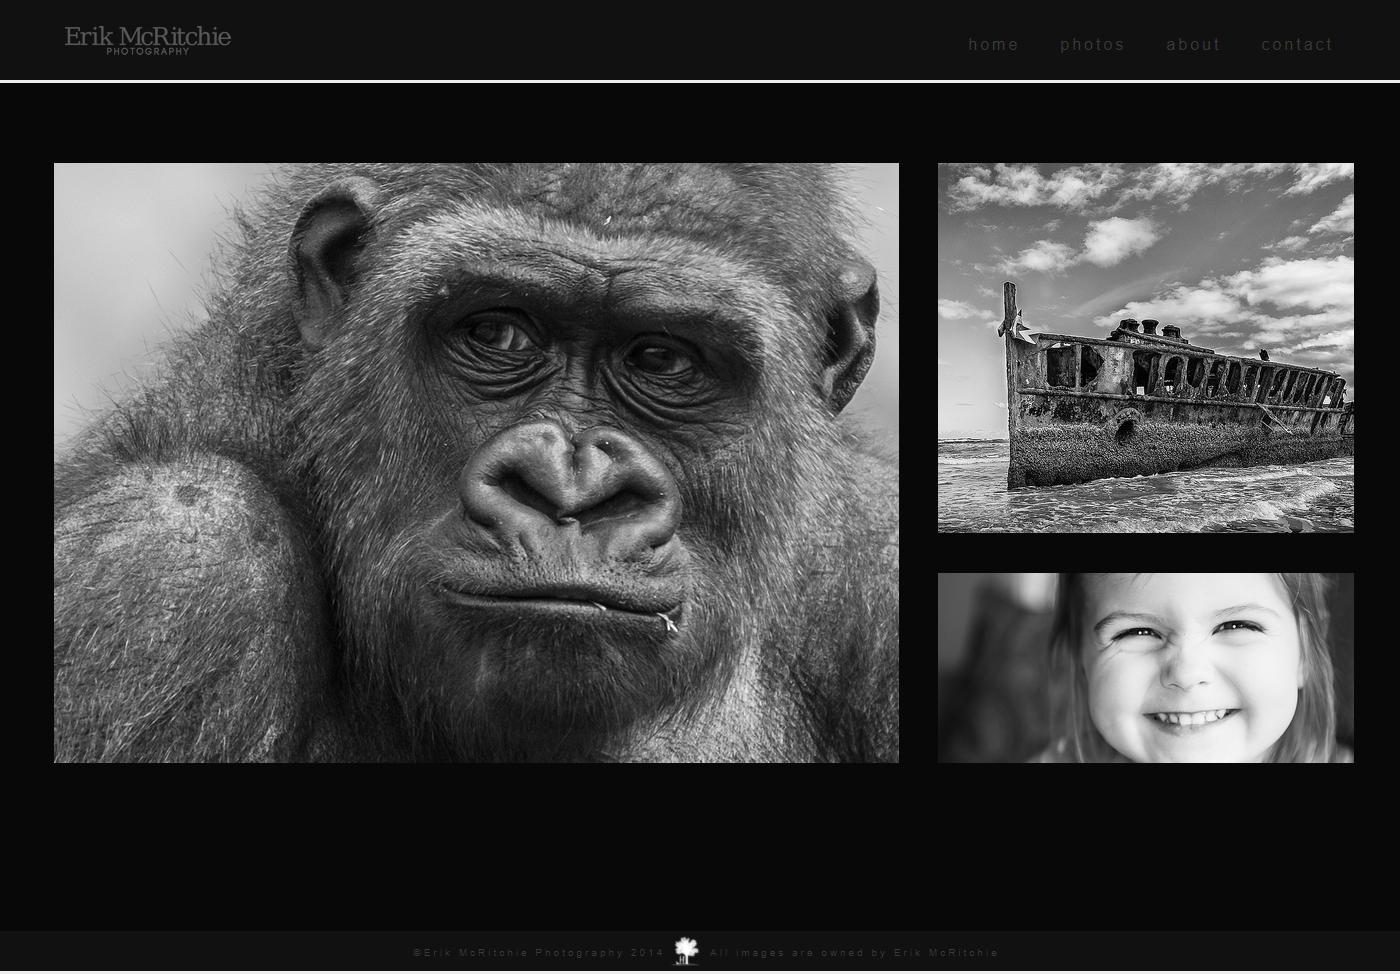 Erik McRitchie
PHOTOGRAPHY
home photos about contact
©Erik McRitchie Photography 2014 All images are owned by Erik McRitchie